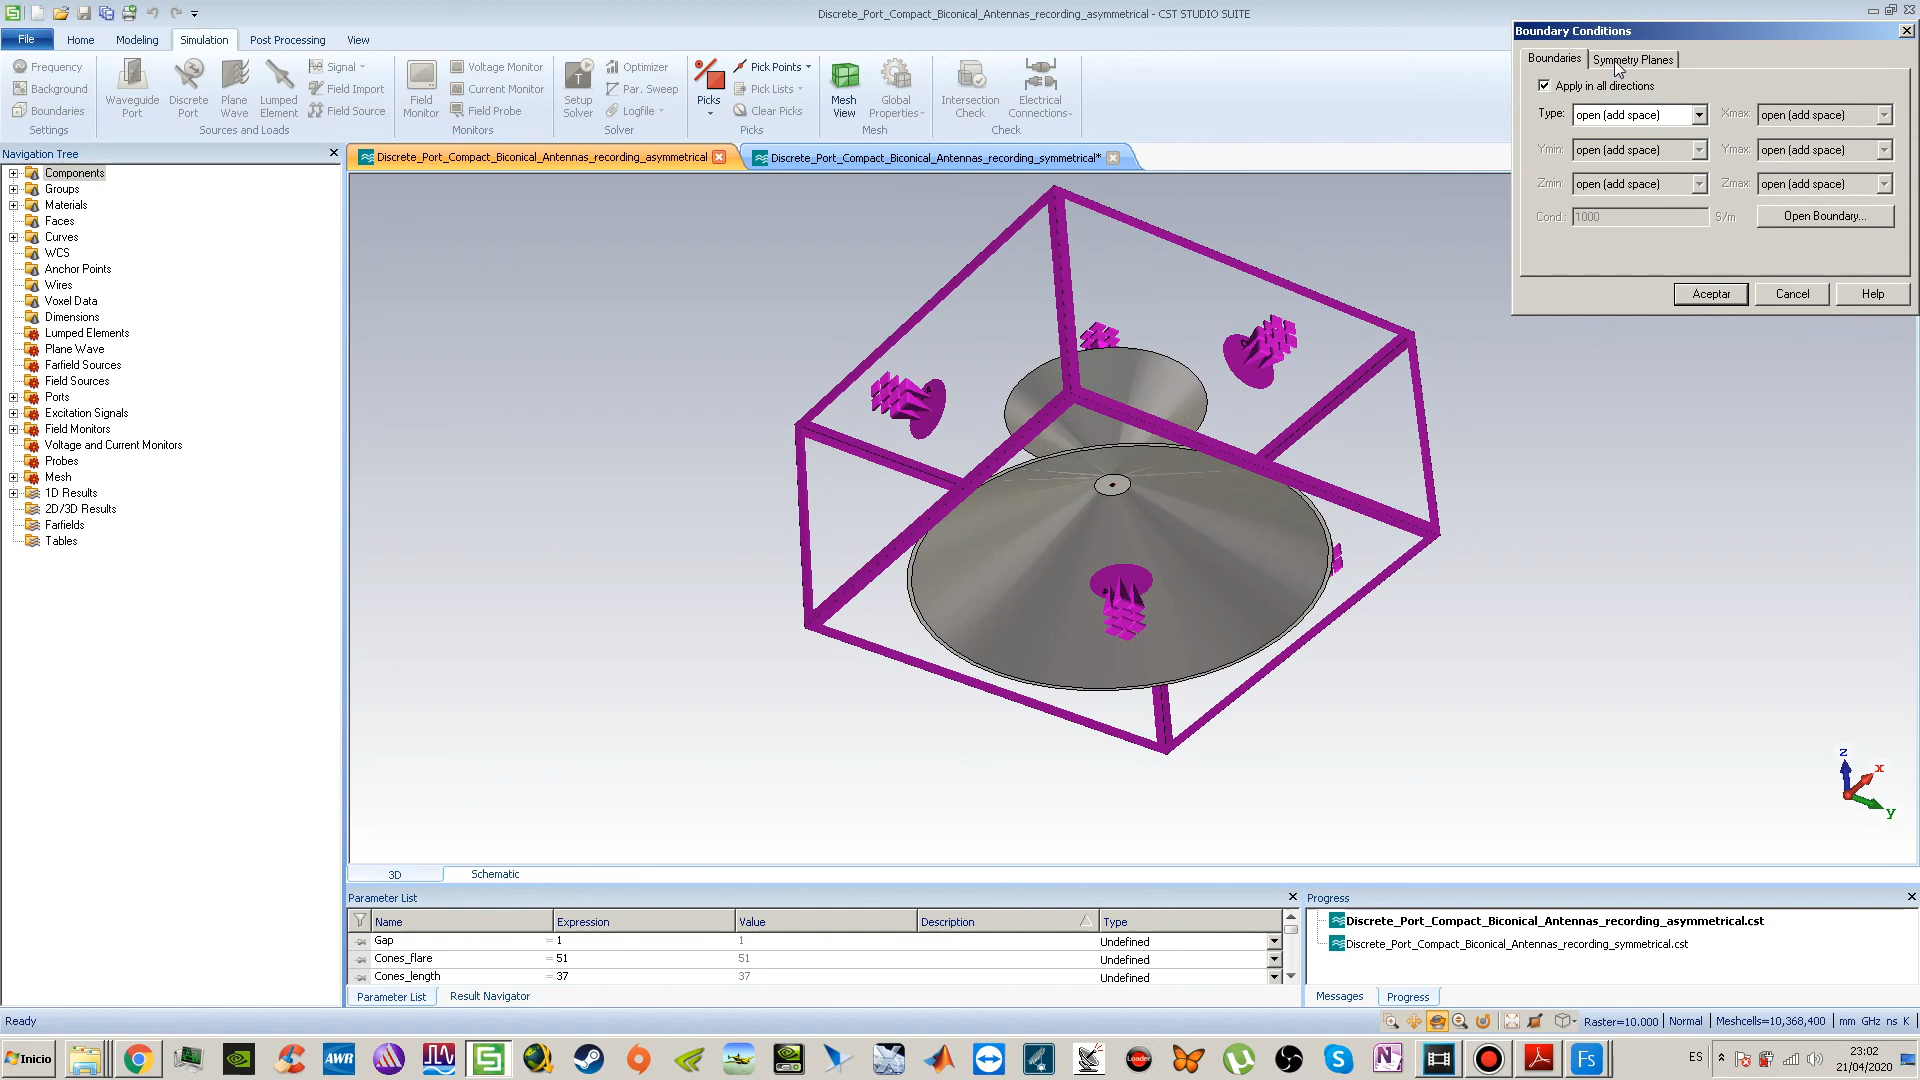 Discrete_Port_Compact_Biconical_Antennas_recording_asymmetrical - CST STUDIO SUITE
File
Home
Modeling
Simulation
Post Processing
View
Frequency
Background
Boundaries
Settings
Waveguide Port
Discrete Port
Plane Wave
Lumped Element
Signal
Field Import
Field Source
Sources and Loads
Field Monitor
Voltage Monitor
Current Monitor
Field Probe
Monitors
Setup Solver
Optimizer
Par. Sweep
Logfile
Solver
Picks
Pick Points
Pick Lists
Clear Picks
Picks
Mesh View
Global Properties
Mesh
Intersection Check
Electrical Connections
Check
Boundary Conditions
Boundaries
Symmetry Planes
Apply in all directions
Type: open (add space) Xmax: open (add space)
Ymin: open (add space) Ymax: open (add space)
Zmin: open (add space) Zmax: open (add space)
Cond.: 1000 S/m Open Boundary...
Aceptar Cancel Help
Navigation Tree
Discrete_Port_Compact_Biconical_Antennas_recording_asymmetrical
Discrete_Port_Compact_Biconical_Antennas_recording_symmetrical*
Components
Groups
Materials
Faces
Curves
WCS
Anchor Points
Wires
Voxel Data
Dimensions
Lumped Elements
Plane Wave
Farfield Sources
Field Sources
Ports
Excitation Signals
Field Monitors
Voltage and Current Monitors
Probes
Mesh
1D Results
2D/3D Results
Farfields
Tables
z
x
y
3D
Schematic
Parameter List
Name Expression Value Description Type
Gap = 1 1 Undefined
Cones_flare = 51 51 Undefined
Cones_length = 37 37 Undefined
Parameter List
Result Navigator
Progress
Discrete_Port_Compact_Biconical_Antennas_recording_asymmetrical.cst
Discrete_Port_Compact_Biconical_Antennas_recording_symmetrical.cst
Messages
Progress
Ready
Raster=10.000 Normal Meshcells=10,368,400 mm GHz ns K
Inicio
AWR
Loader
Fs
ES
23:02
21/04/2020